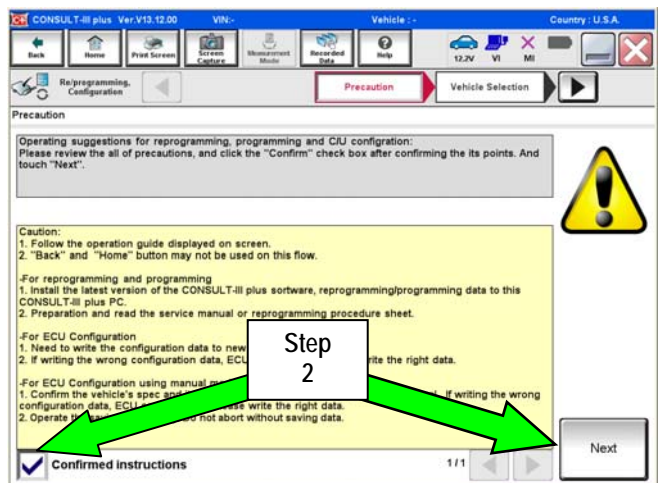 CONSULT-III plus Ver.V13.12.00 VIN:- Vehicle : - Country : U.S.A.
Back Home Print Screen Screen Capture Measurement Mode Recorded Data Help 12.2V VI MI
Re/programming, Configuration Precaution Vehicle Selection
Precaution
Operating suggestions for reprogramming, programming and C/U configration:
Please review the all of precautions, and click the "Confirm" check box after confirming the its points. And
touch "Next".
Caution:
1. Follow the operation guide displayed on screen.
2. "Back" and "Home" button may not be used on this flow.
-For reprogramming and programming
1. Install the latest version of the CONSULT-III plus sortware, reprogramming/programming data to this
CONSULT-III plus PC.
2. Preparation and read the service manual or reprogramming procedure sheet.
-For ECU Configuration
1. Need to write the configuration data to new
2. If writing the wrong configuration data, ECU rite the right data.
-For ECU Configuration using manual
1. Confirm the vehicle's spec and If writing the wrong
configuration data, ECU write the right data.
2. Operate not abort without saving data.
Step
2
Confirmed instructions 1/1 Next